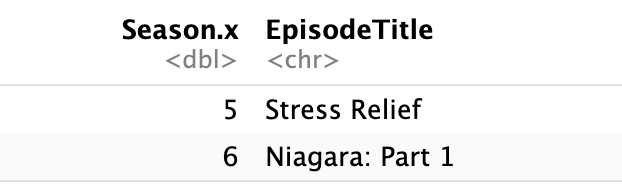 Season.x EpisodeTitle
<dbl> <chr>
5 Stress Relief
6 Niagara: Part 1